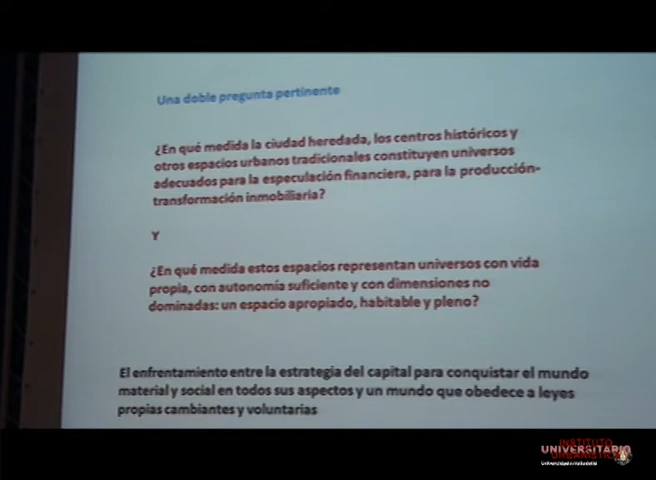 Una doble pregunta pertinente
¿En qué medida la ciudad heredada, los centros históricos y
otros espacios urbanos tradicionales constituyen universos
adecuados para la especulación financiera, para la producción-
transformación inmobiliaria?
Y
¿En qué medida estos espacios representan universos con vida
propia, con autonomía suficiente y con dimensiones no
dominadas: un espacio apropiado, habitable y pleno?
El enfrentamiento entre la estrategia del capital para conquistar el mundo
material y social en todos sus aspectos y un mundo que obedece a leyes
propias cambiantes y voluntarias
INSTITUTO
UNIVERSITARIO